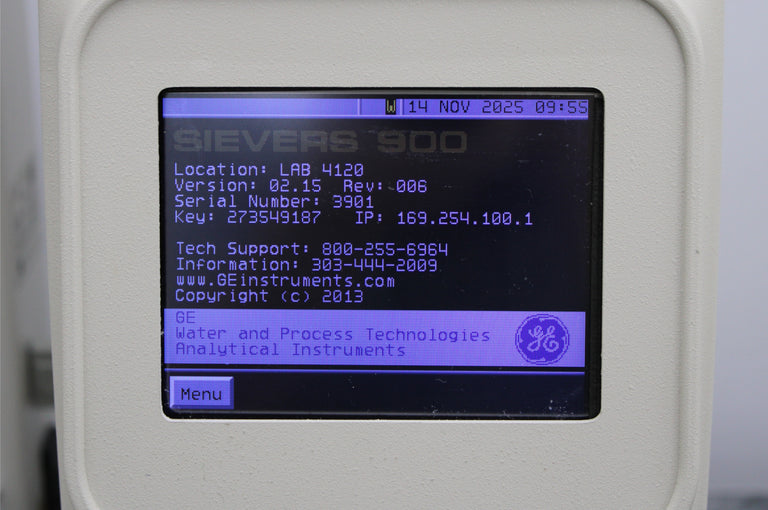 W 14 NOV 2025 09:55
SIEVERS 900
Location: LAB 4120
Version: 02.15 Rev: 006
Serial Number: 3901
Key: 273549187 IP: 169.254.100.1
Tech Support: 800-255-6964
Information: 303-444-2009
www.GEinstruments.com
Copyright (c) 2013
GE
Water and Process Technologies
Analytical Instruments
GE
Menu